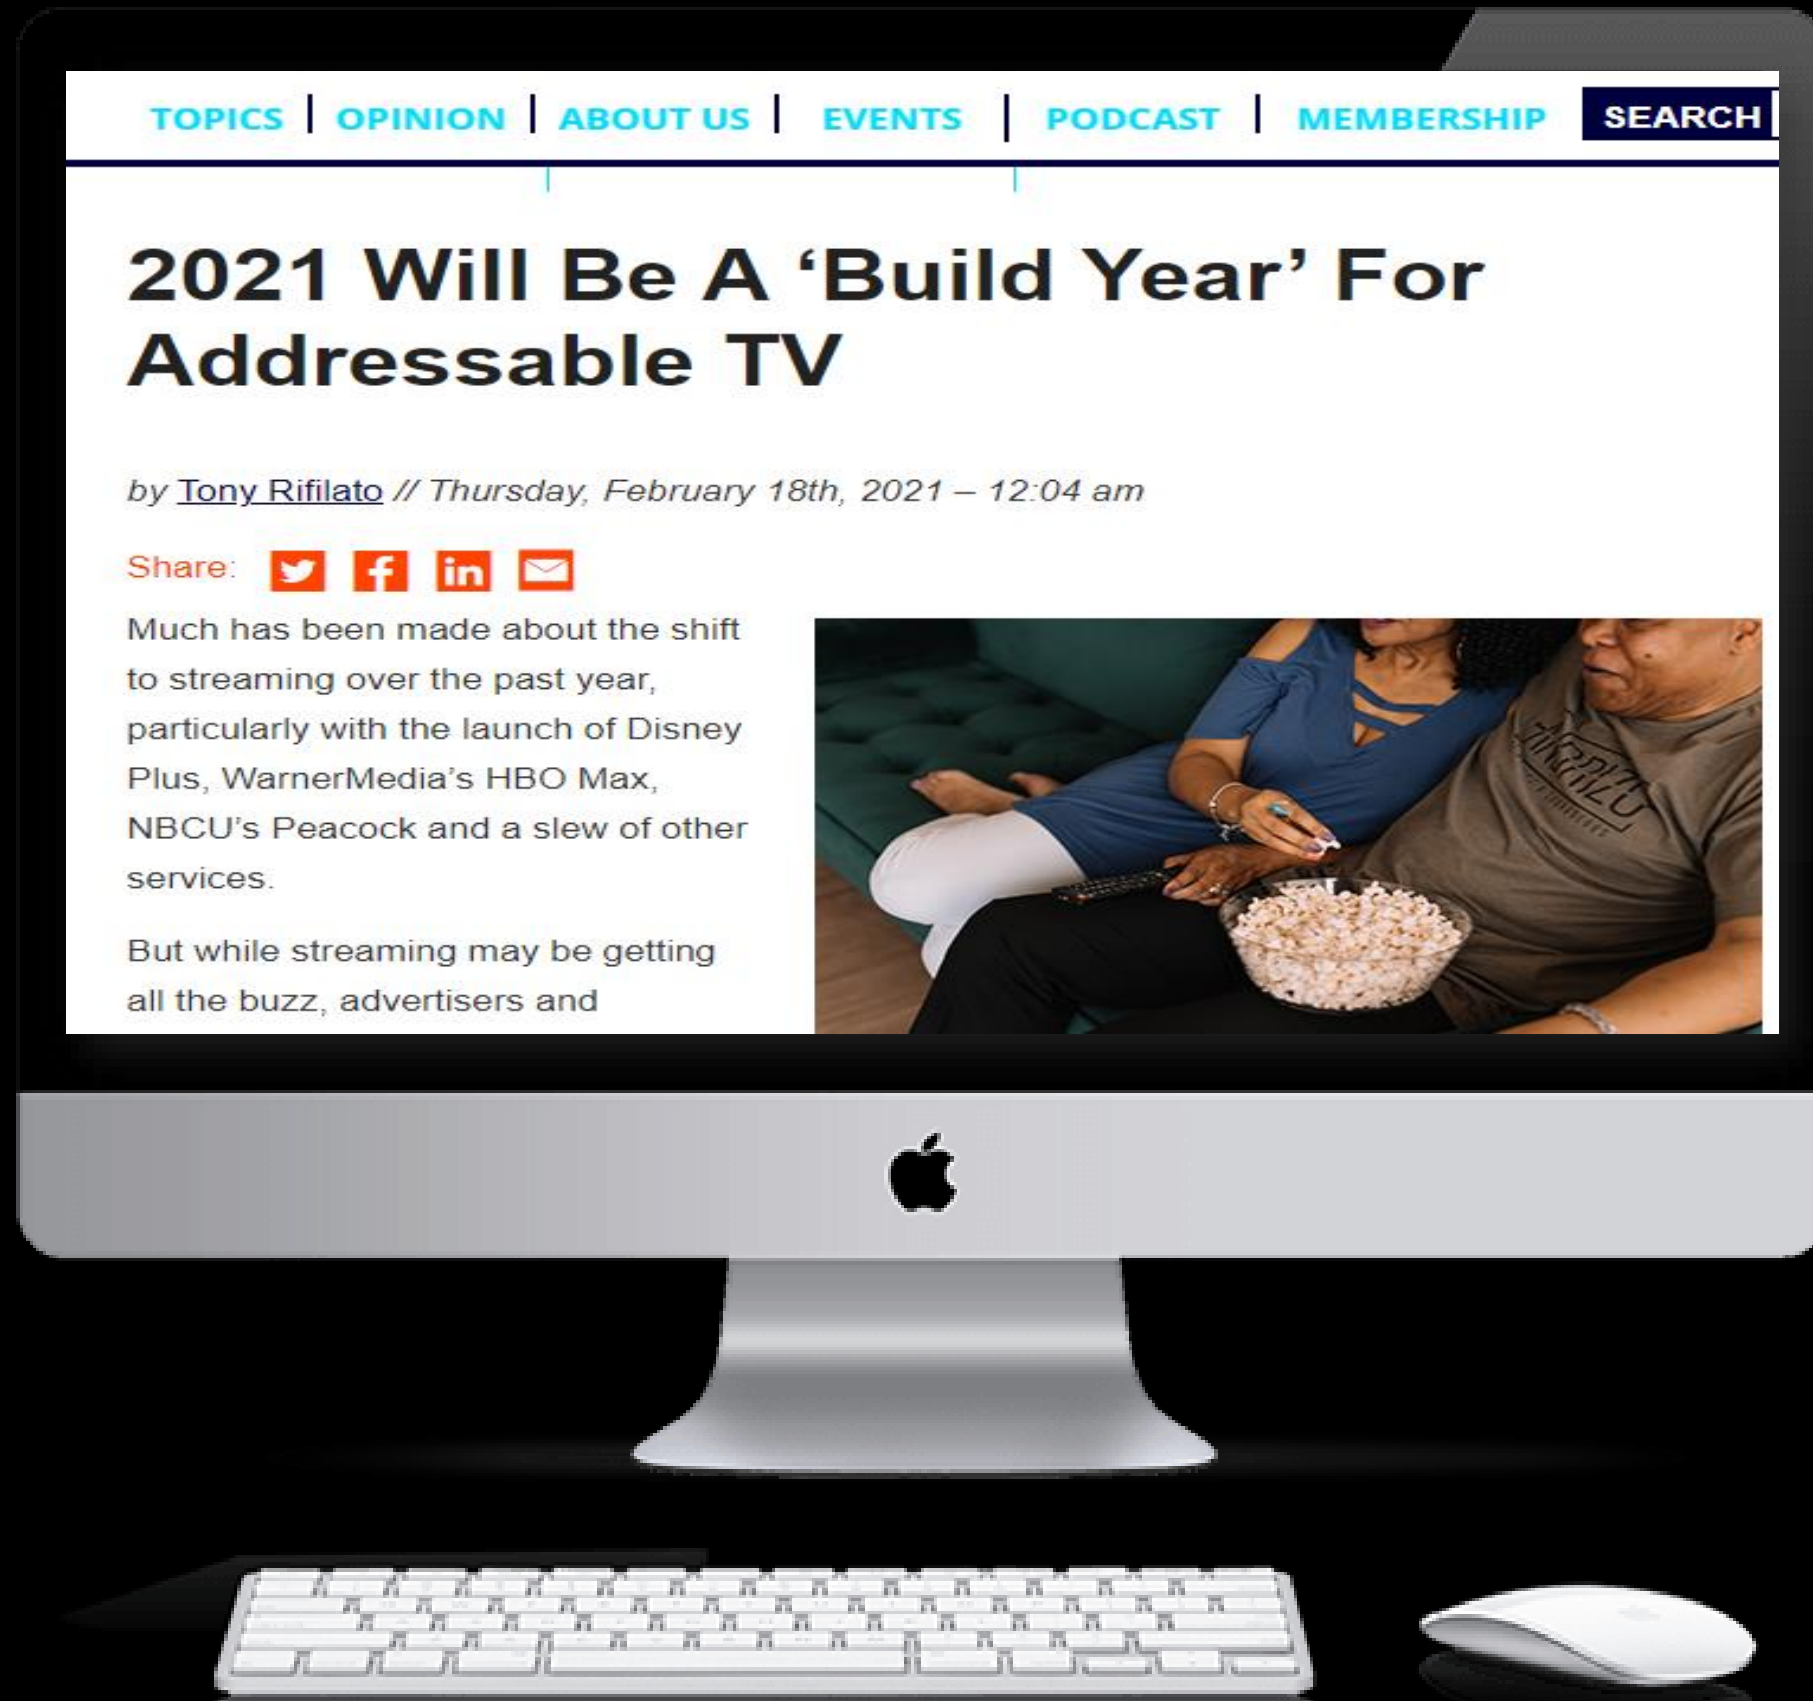 TOPICS | OPINION | ABOUT US | EVENTS | PODCAST | MEMBERSHIP SEARCH
2021 Will Be A ‘Build Year’ For
Addressable TV
by Tony Rifilato // Thursday, February 18th, 2021 – 12:04 am
Share:
Much has been made about the shift
to streaming over the past year,
particularly with the launch of Disney
Plus, WarnerMedia’s HBO Max,
NBCU’s Peacock and a slew of other
services.
But while streaming may be getting
all the buzz, advertisers and